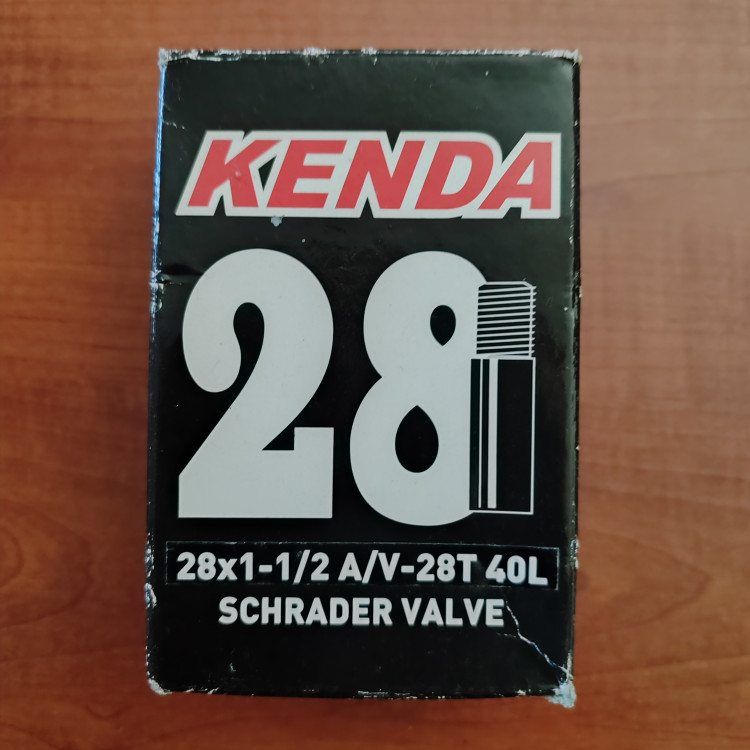 KENDA
28
28x1-1/2 A/V-28T 40L
SCHRADER VALVE